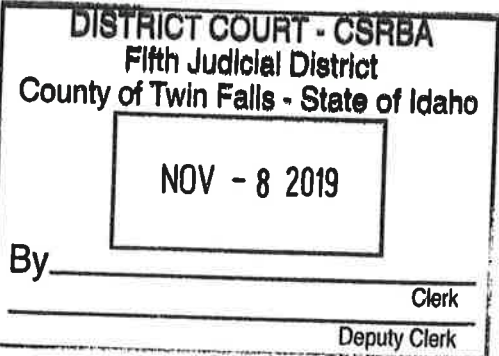 DISTRICT COURT - CSRBA
Fifth Judicial District
County of Twin Falls - State of Idaho
NOV - 8 2019
By
Clerk
Deputy Clerk